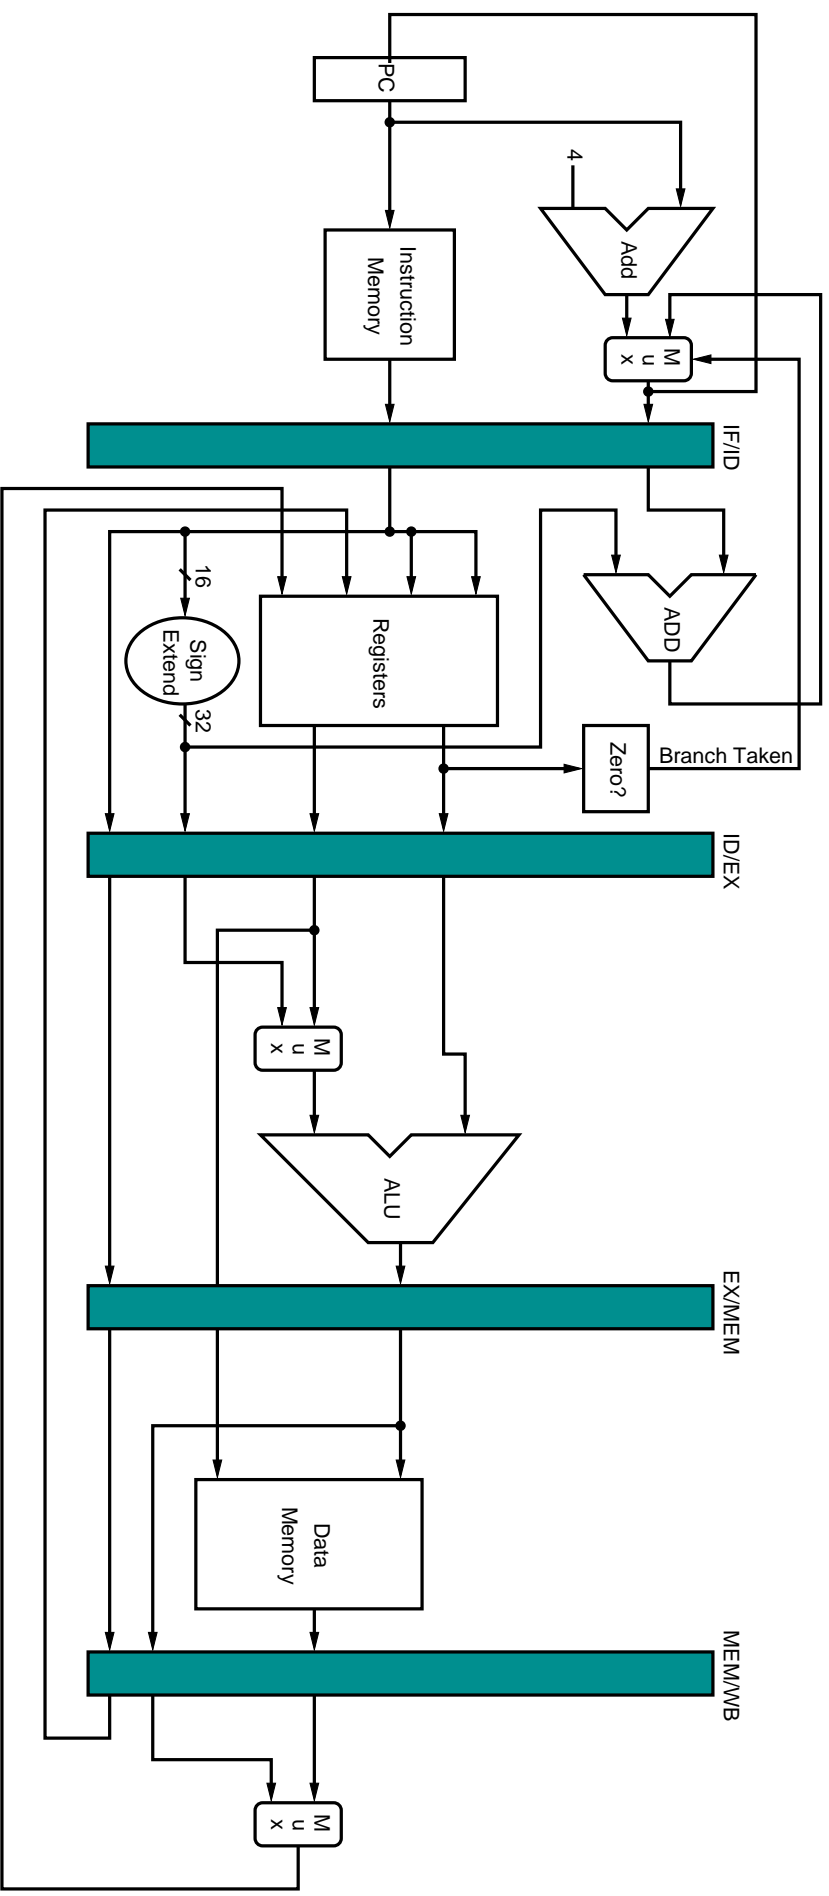 IF/ID
ID/EX
EX/MEM
MEM/WB
4
Add
M
u
x
ADD
Zero?
Branch Taken
PC
Instruction
Memory
Registers
16
Sign
Extend
32
M
u
x
ALU
Data
Memory
M
u
x